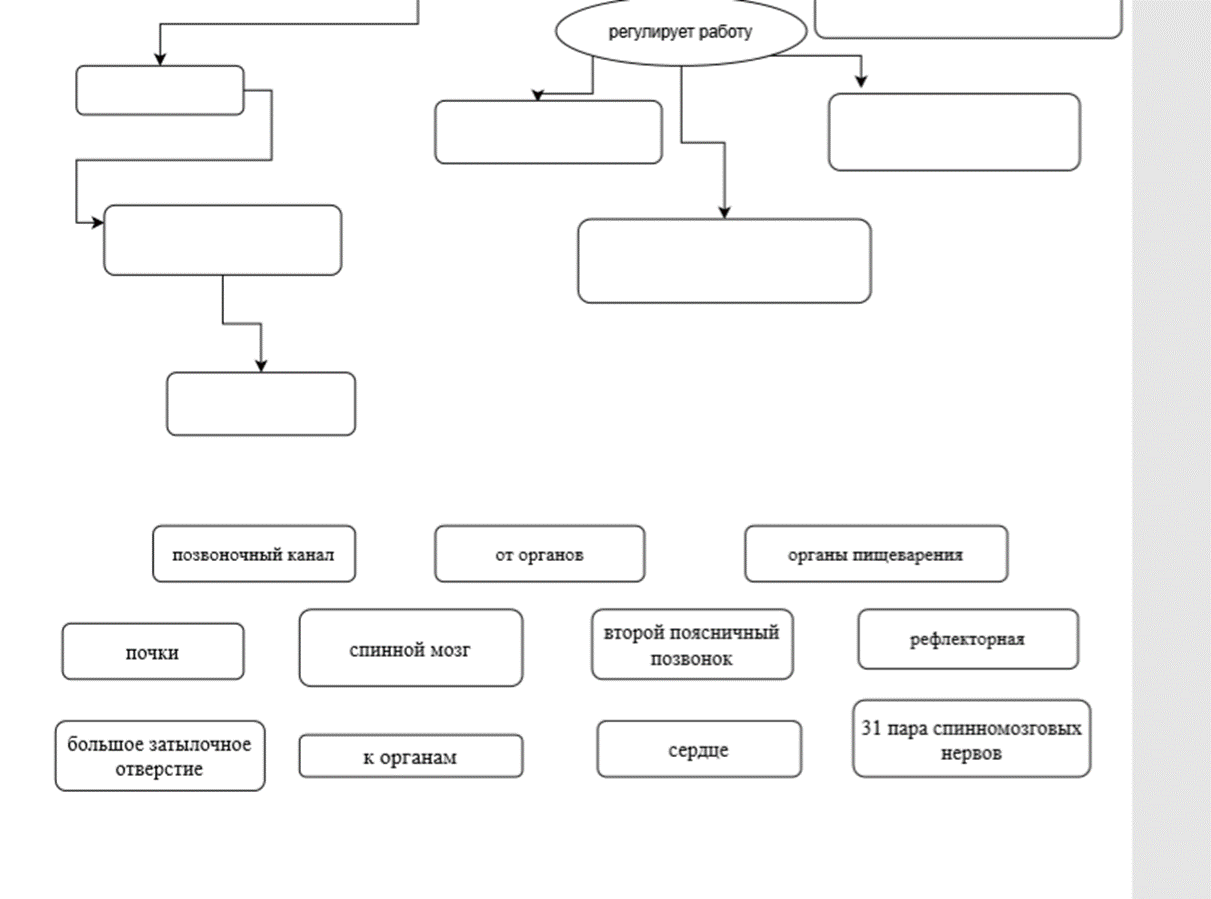 регулирует работу
позвоночный канал
от органов
органы пищеварения
почки
спинной мозг
второй поясничный
позвонок
рефлекторная
большое затылочное
отверстие
к органам
сердце
31 пара спинномозговых
нервов